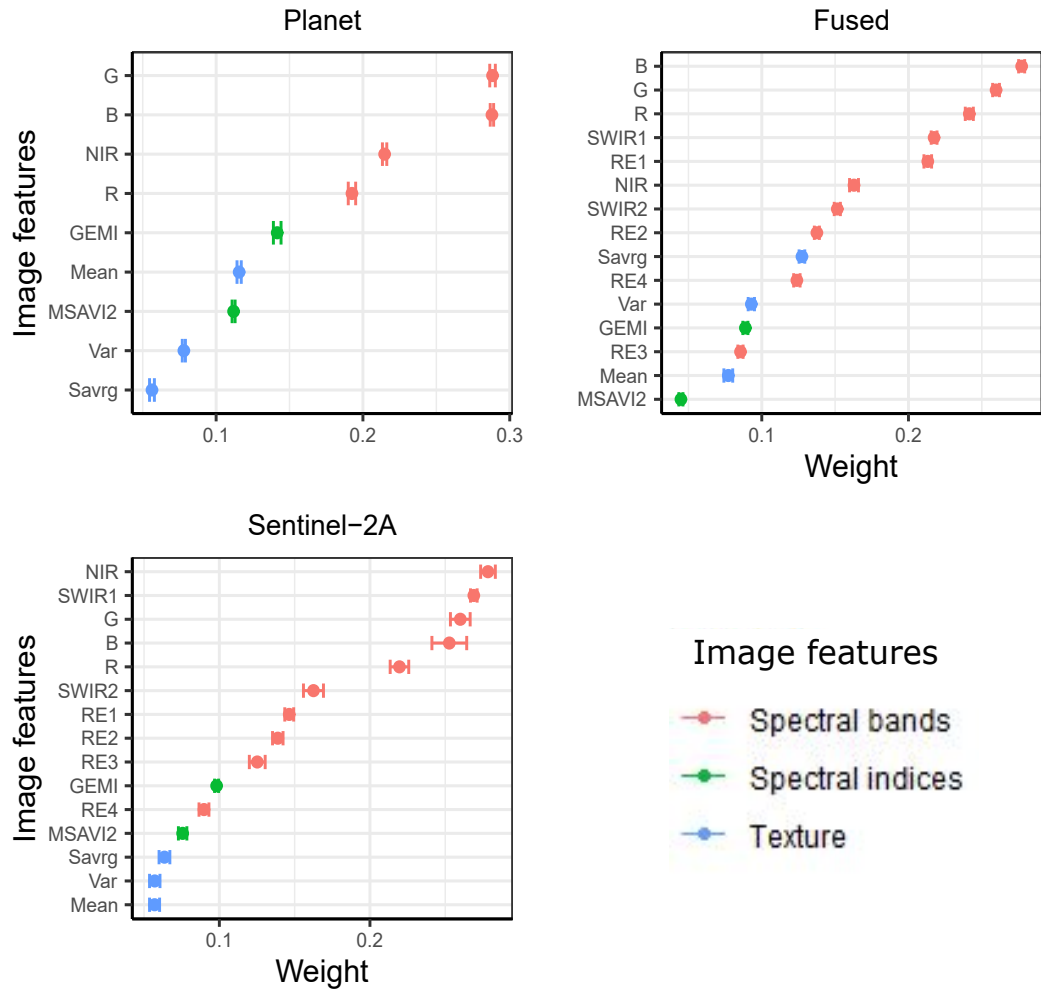 Planet
Image features
G
B
NIR
R
GEMI
Mean
MSAVI2
Var
Savrg
0.1
0.2
0.3
Fused
B
G
R
SWIR1
RE1
NIR
SWIR2
RE2
Savrg
RE4
Var
GEMI
RE3
Mean
MSAVI2
0.1
0.2
Weight
Sentinel−2A
Image features
NIR
SWIR1
G
B
R
SWIR2
RE1
RE2
RE3
GEMI
RE4
MSAVI2
Savrg
Var
Mean
0.1
0.2
Weight
Image features
Spectral bands
Spectral indices
Texture